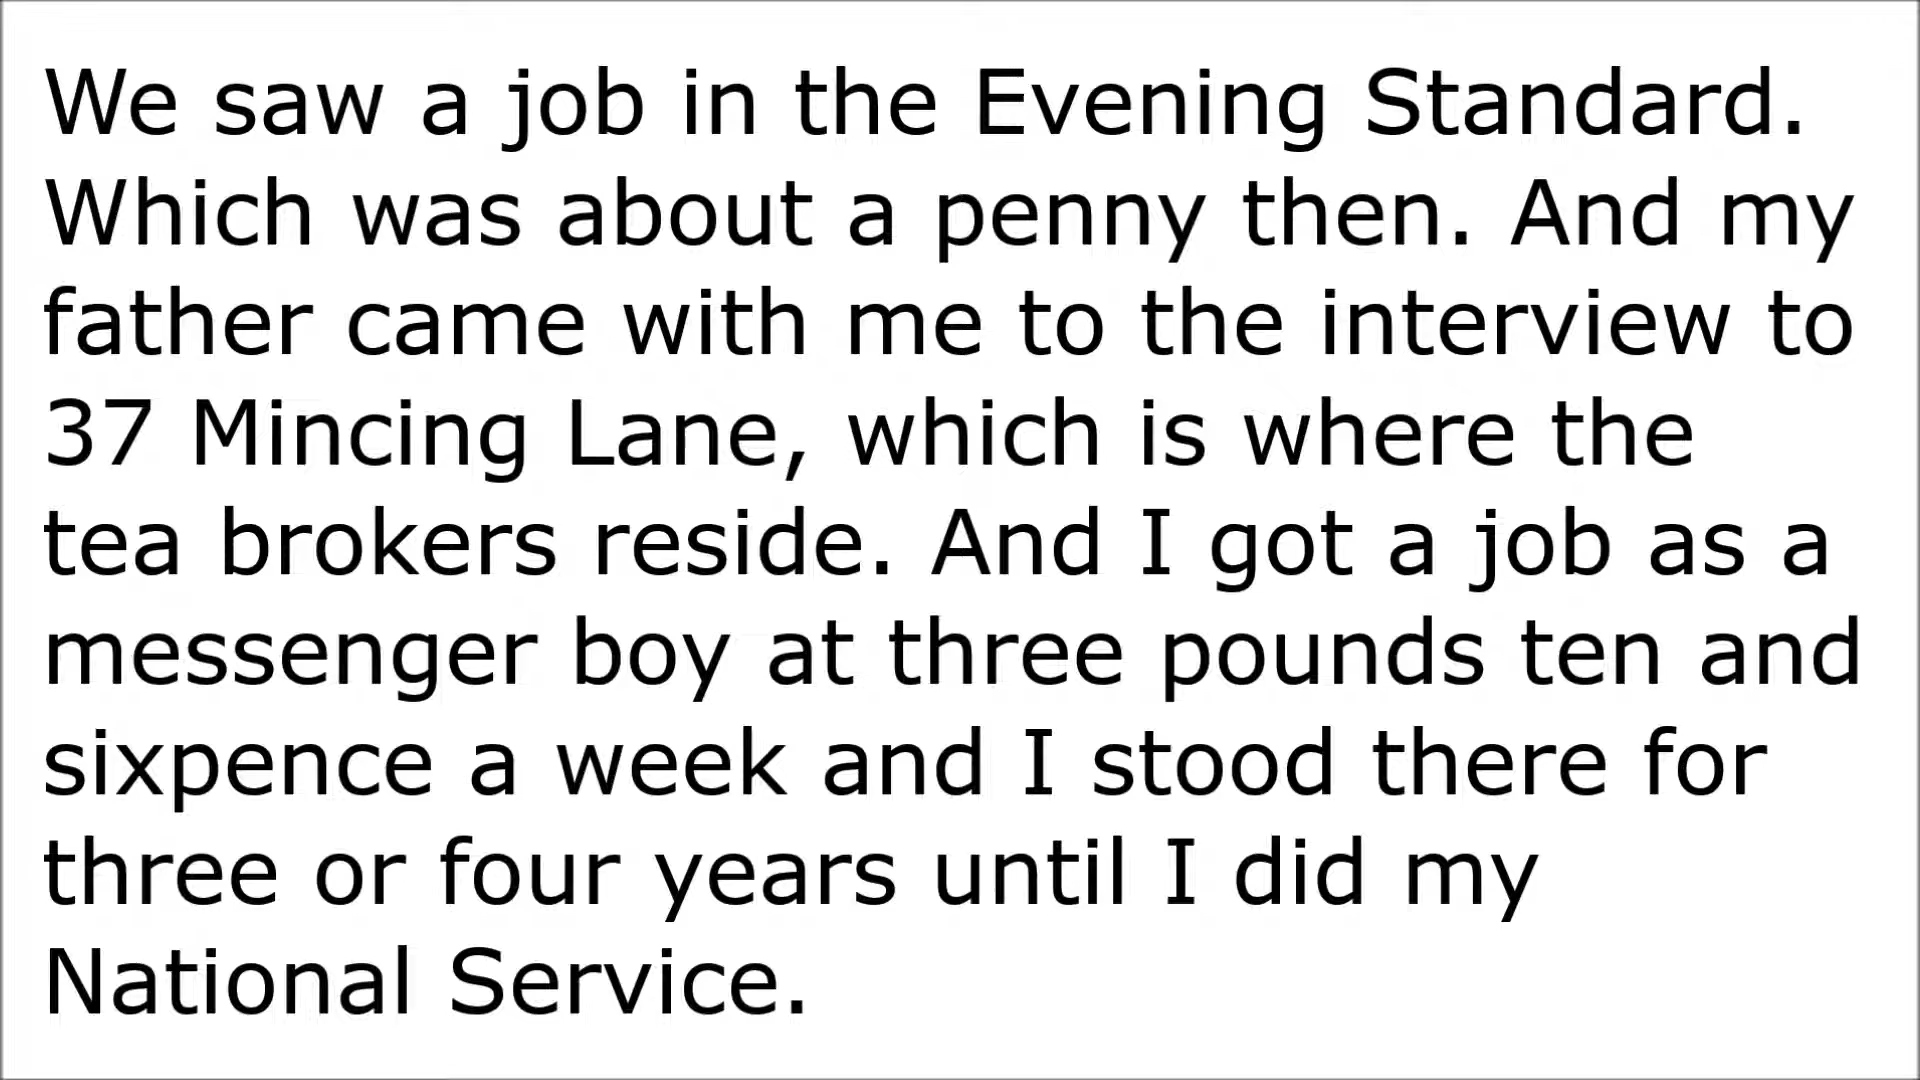 We saw a job in the Evening Standard.
Which was about a penny then. And my
father came with me to the interview to
37 Mincing Lane, which is where the
tea brokers reside. And I got a job as a
messenger boy at three pounds ten and
sixpence a week and I stood there for
three or four years until I did my
National Service.